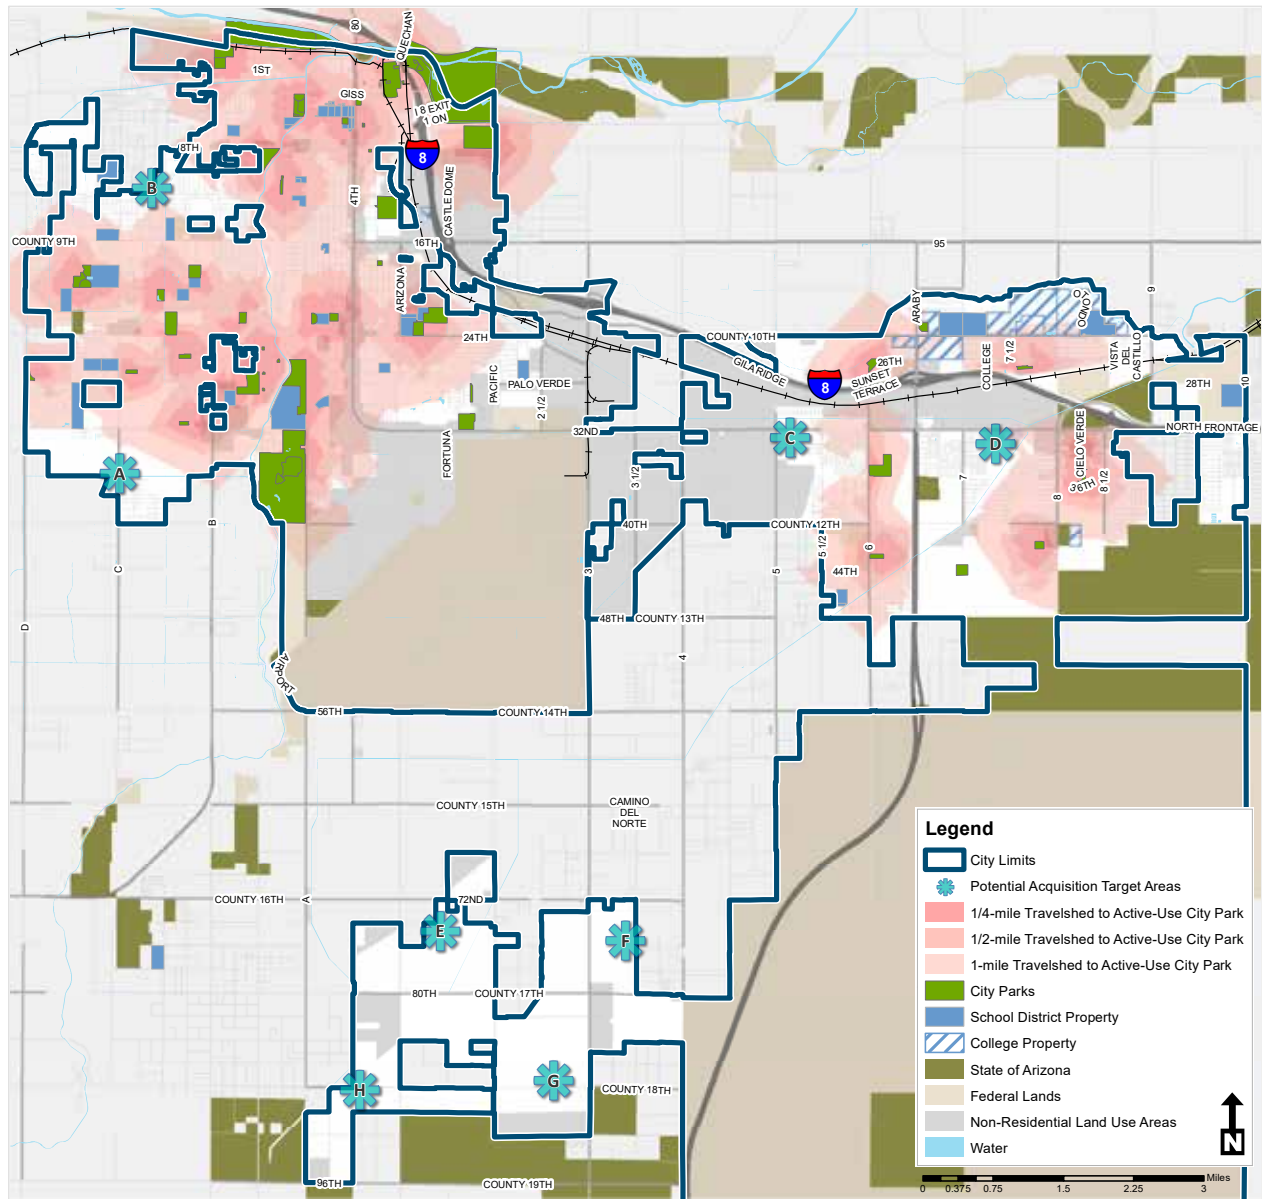 80
QUECHAN
1ST
GISS
I 8 EXIT
1 ON
8
8TH
B
4TH
CASTLE DOME
COUNTY 9TH
16TH
95
ARIZONA
9
ARABY
24TH
COUNTY 10TH
GILA RIDGE
26TH
SUNSET
TERRACE
8
COLLEGE
7 1/2
VISTA
DEL
CASTILLO
PACIFIC
PALO VERDE
2 1/2
28TH
10
32ND
FORTUNA
C
D
CIELO VERDE
NORTH FRONTAGE
A
3 1/2
7
8
36TH
8 1/2
B
40TH
COUNTY 12TH
5 1/2
6
C
3
5
44TH
D
48TH
COUNTY 13TH
4
AIRPORT
56TH
COUNTY 14TH
COUNTY 15TH
CAMINO
DEL
NORTE
COUNTY 16TH
A
72ND
E
F
80TH
COUNTY 17TH
H
G
COUNTY 18TH
96TH
COUNTY 19TH
Legend
City Limits
Potential Acquisition Target Areas
1/4-mile Travelshed to Active-Use City Park
1/2-mile Travelshed to Active-Use City Park
1-mile Travelshed to Active-Use City Park
City Parks
School District Property
College Property
State of Arizona
Federal Lands
Non-Residential Land Use Areas
Water
N
Miles
0 0.375 0.75 1.5 2.25 3